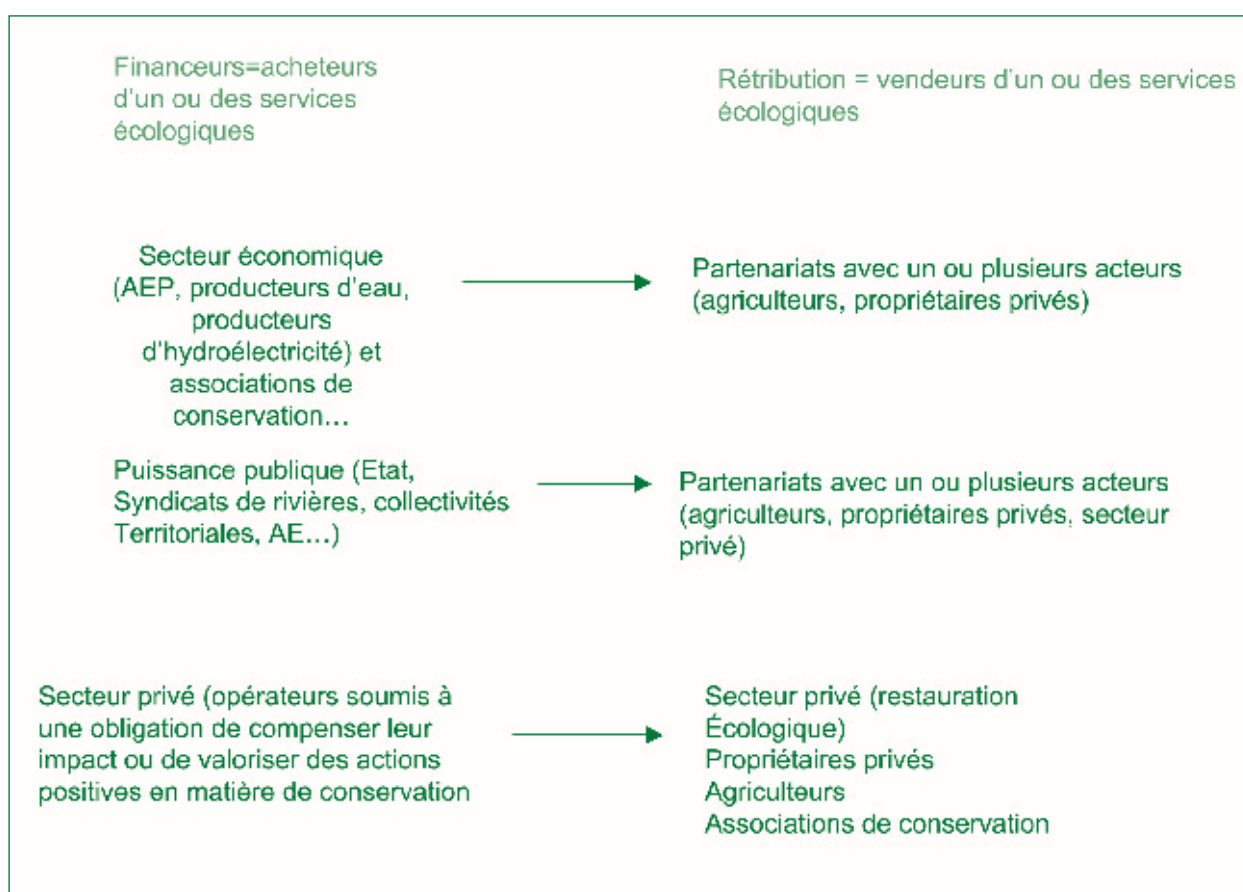 Financeurs=acheteurs
d'un ou des services
écologiques
Rétribution = vendeurs d'un ou des services
écologiques
Secteur économique
(AEP, producteurs d'eau,
producteurs
d'hydroélectricité) et
associations de
conservation...
Partenariats avec un ou plusieurs acteurs
(agriculteurs, propriétaires privés)
Puissance publique (Etat,
Syndicats de rivières, collectivités
Territoriales, AE...)
Partenariats avec un ou plusieurs acteurs
(agriculteurs, propriétaires privés, secteur
privé)
Secteur privé (opérateurs soumis à
une obligation de compenser leur
impact ou de valoriser des actions
positives en matière de conservation
Secteur privé (restauration
Écologique)
Propriétaires privés
Agriculteurs
Associations de conservation